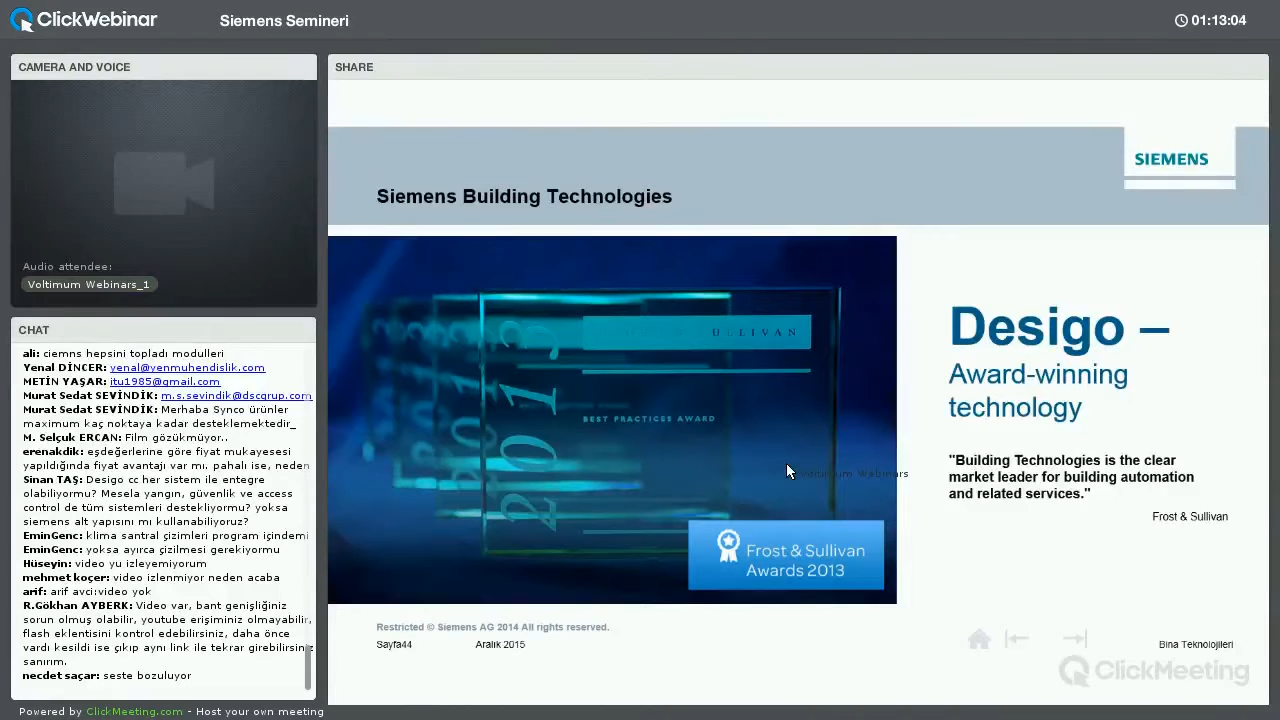 ClickWebinar
Siemens Semineri
01:13:04
CAMERA AND VOICE
Audio attendee:
Voltimum Webinars_1
CHAT
ali: ciemns hepsini topladı modulleri
Yenal DİNCER: yenal@yenmuhendislik.com
METİN YAŞAR: itu1985@gmail.com
Murat Sedat SEVİNDİK: m.s.sevindik@dscgrup.com
Murat Sedat SEVİNDİK: Merhaba Synco ürünler
maximum kaç noktaya kadar desteklemektedir_
M. Selçuk ERCAN: Film gözükmüyor..
erenakdik: eşdeğerlerine göre fiyat mukayesesi
yapıldığında fiyat avantajı var mı. pahalı ise, neden
Sinan TAŞ: Desigo cc her sistem ile entegre
olabiliyormu? Mesela yangın, güvenlik ve access
control de tüm sistemleri destekliyormu? yoksa
siemens alt yapısını mı kullanabiliyoruz?
EminGenc: klima santral çizimleri program içindemi
EminGenc: yoksa ayırca çizilmesi gerekiyormu
Hüseyin: video yu izleyemiyorum
mehmet koçer: video izlenmiyor neden acaba
arif: arif avci:video yok
R.Gökhan AYBERK: Video var, bant genişliğiniz
sorun olmuş olabilir, youtube erişiminiz olmayabilir,
flash eklentisini kontrol edebilirsiniz, daha önce
vardı kesildi ise çıkıp aynı link ile tekrar girebilirsiniz
sanırım.
necdet saçar: seste bozuluyor
Powered by ClickMeeting.com - Host your own meeting
SHARE
SIEMENS
Siemens Building Technologies
SULLIVAN
2013
BEST PRACTICES AWARD
Voltimum Webinars
Frost & Sullivan
Awards 2013
Desigo –
Award-winning
technology
"Building Technologies is the clear
market leader for building automation
and related services."
Frost & Sullivan
Restricted © Siemens AG 2014 All rights reserved.
Sayfa44
Aralık 2015
Bina Teknolojileri
ClickMeeting